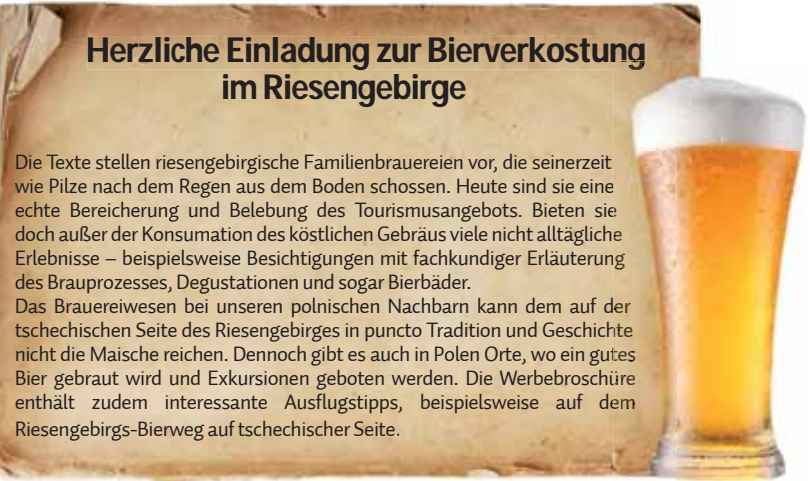 Herzliche Einladung zur Bierverkostung
im Riesengebirge
Die Texte stellen riesengebirgische Familienbrauereien vor, die seinerzeit
wie Pilze nach dem Regen aus dem Boden schossen. Heute sind sie eine
echte Bereicherung und Belebung des Tourismusangebots. Bieten sie
doch außer der Konsumation des köstlichen Gebräus viele nicht alltägliche
Erlebnisse – beispielsweise Besichtigungen mit fachkundiger Erläuterung
des Brauprozesses, Degustationen und sogar Bierbäder.
Das Brauereiwesen bei unseren polnischen Nachbarn kann dem auf der
tschechischen Seite des Riesengebirges in puncto Tradition und Geschichte
nicht die Maische reichen. Dennoch gibt es auch in Polen Orte, wo ein gutes
Bier gebraut wird und Exkursionen geboten werden. Die Werbebroschüre
enthält zudem interessante Ausflugstipps, beispielsweise auf dem
Riesengebirgs-Bierweg auf tschechischer Seite.